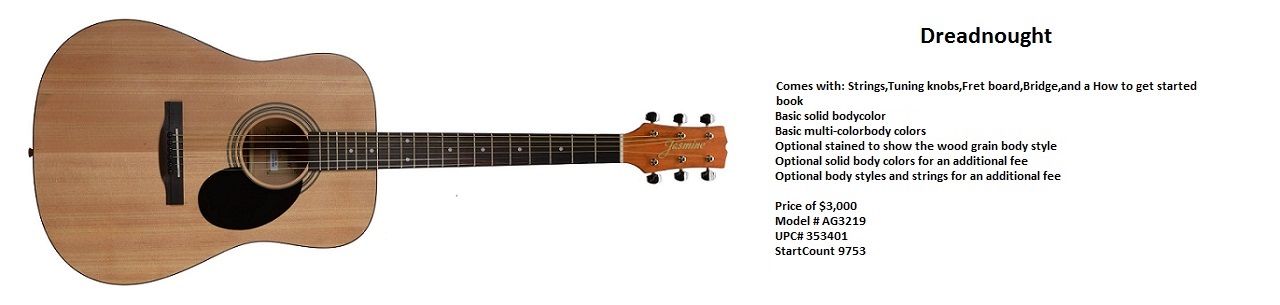 Dreadnought
Comes with: Strings,Tuning knobs,Fret board,Bridge,and a How to get started
book
Basic solid bodycolor
Basic multi-colorbody colors
Optional stained to show the wood grain body style
Optional solid body colors for an additional fee
Optional body styles and strings for an additional fee
Price of $3,000
Model # AG3219
UPC# 353401
StartCount 9753
Jasmine